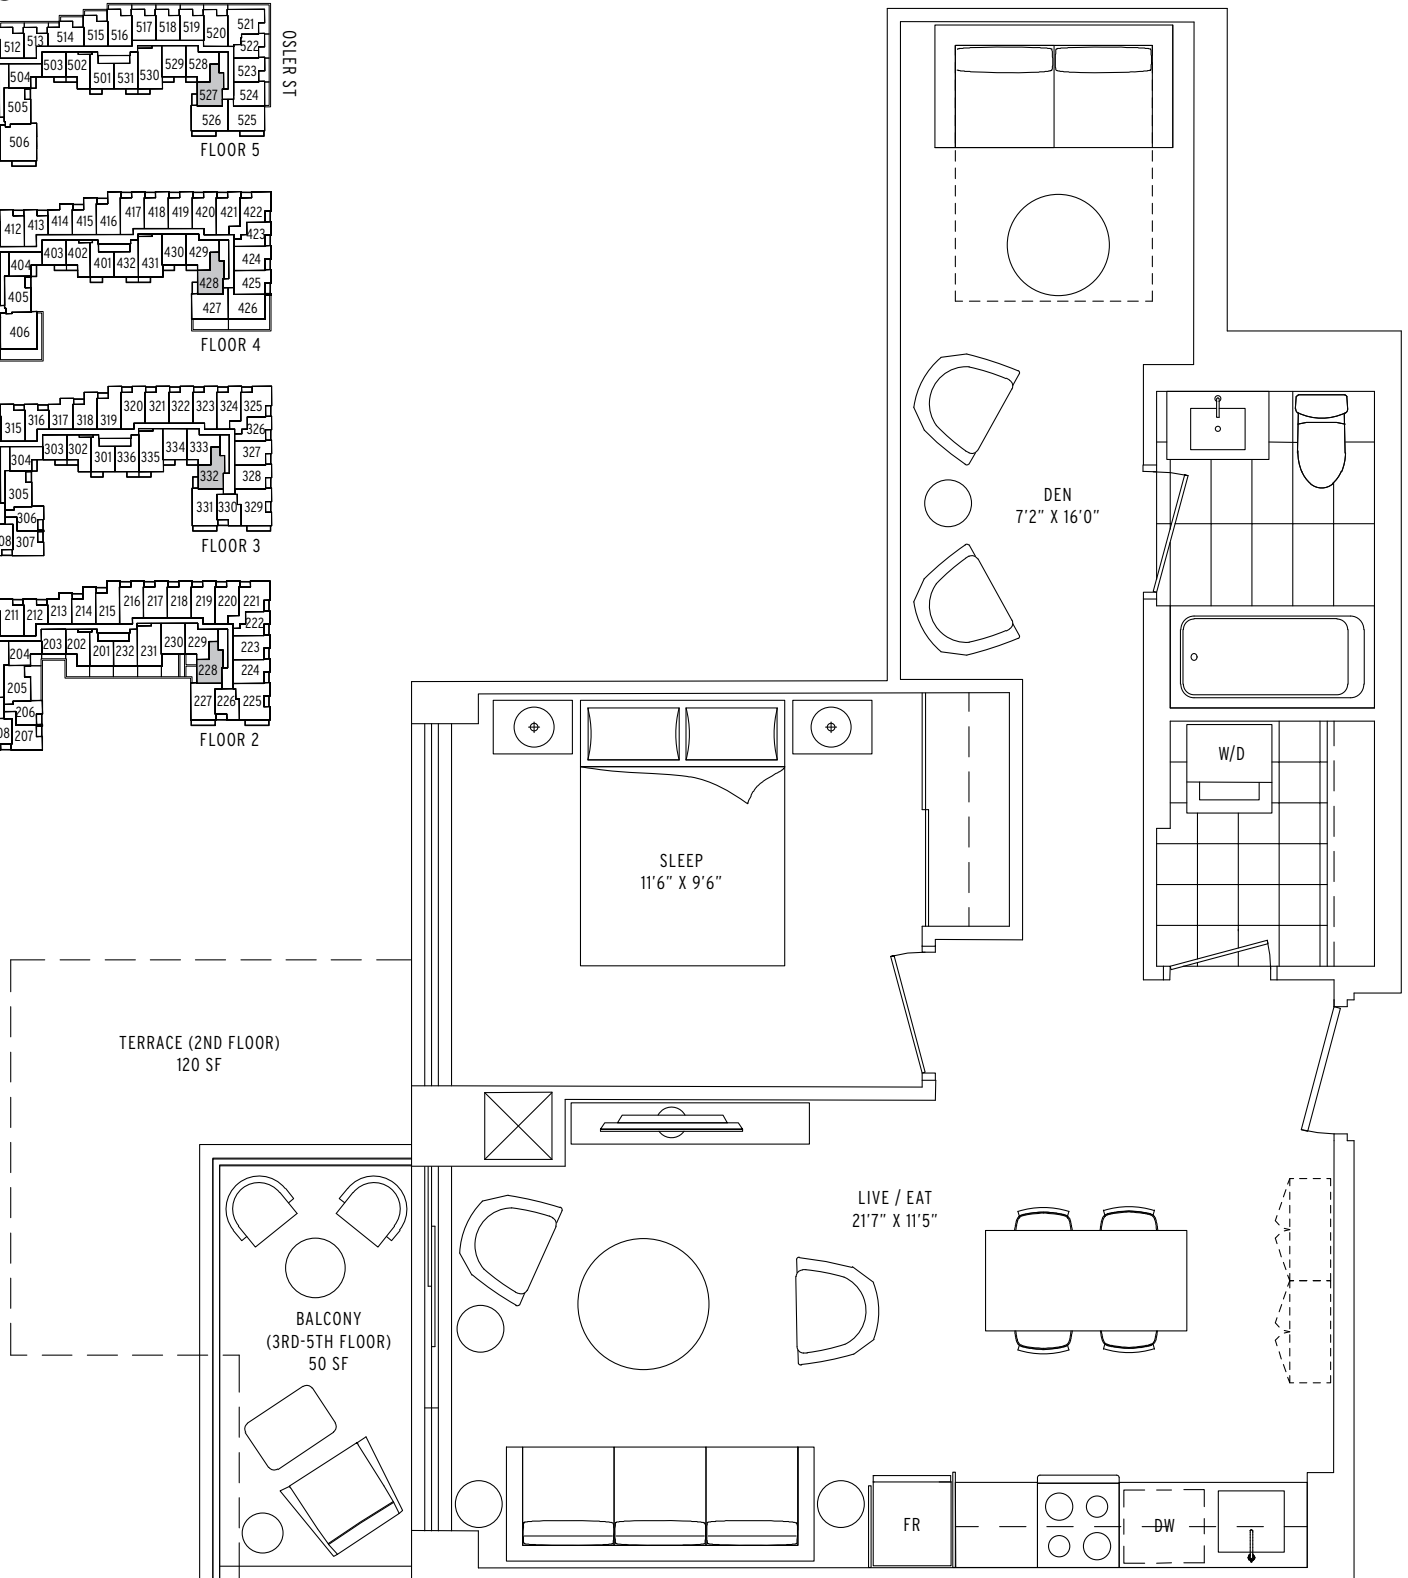 512 513 514 515 516 517 518 519 520 521
522
503 502 501 531 530 529 528 523
504 527 524
505 526 525
506
FLOOR 5
OSLER ST
412 413 414 415 416 417 418 419 420 421 422
423
403 402 401 432 431 430 429 424
404 428 425
405 427 426
406
FLOOR 4
315 316 317 318 319 320 321 322 323 324 325
326
303 302 301 336 335 334 333 327
304 332 328
305 331 330 329
306
307
FLOOR 3
211 212 213 214 215 216 217 218 219 220 221
222
203 202 201 232 231 230 229 223
204 228 224
205 227 226 225
206
207
FLOOR 2
DEN
7'2" X 16'0"
W/D
SLEEP
11'6" X 9'6"
TERRACE (2ND FLOOR)
120 SF
LIVE / EAT
21'7" X 11'5"
BALCONY
(3RD-5TH FLOOR)
50 SF
FR
DW